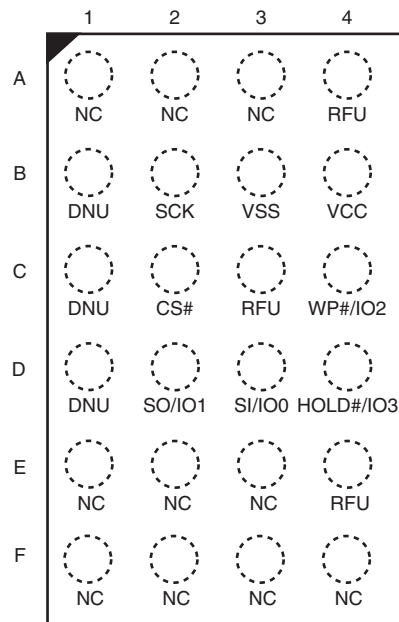 1 2 3 4
A
NC NC NC RFU
B
DNU SCK VSS VCC
C
DNU CS# RFU WP#/IO2
D
DNU SO/IO1 SI/IO0 HOLD#/IO3
E
NC NC NC RFU
F
NC NC NC NC